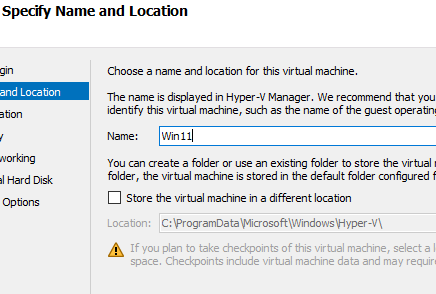 Specify Name and Location
Choose a name and location for this virtual machine.
and Location
The name is displayed in Hyper-V Manager. We recommend that you
identify this virtual machine, such as the name of the guest operating
Name: Win11
You can create a folder or use an existing folder to store the virtual
Hard Disk
folder, the virtual machine is stored in the default folder configured
Options
Store the virtual machine in a different location
Location: C:\ProgramData\Microsoft\Windows\Hyper-V\
If you plan to take checkpoints of this virtual machine, select a
space. Checkpoints include virtual machine data and may